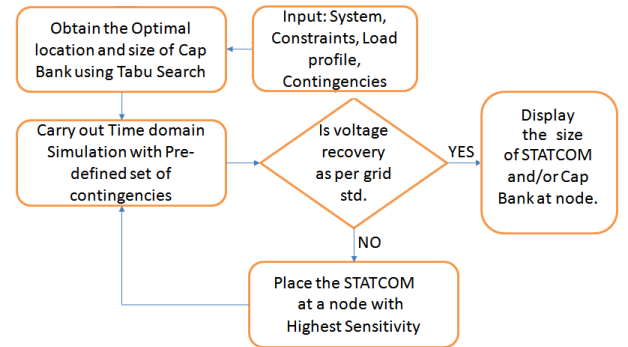 Obtain the Optimal
location and size of Cap
Bank using Tabu Search
Input: System,
Constraints, Load
profile,
Contingencies
Carry out Time domain
Simulation with Pre-
defined set of
contingencies
Is voltage
recovery
as per grid
std.
YES
Display
the size
of STATCOM
and/or Cap
Bank at node.
NO
Place the STATCOM
at a node with
Highest Sensitivity